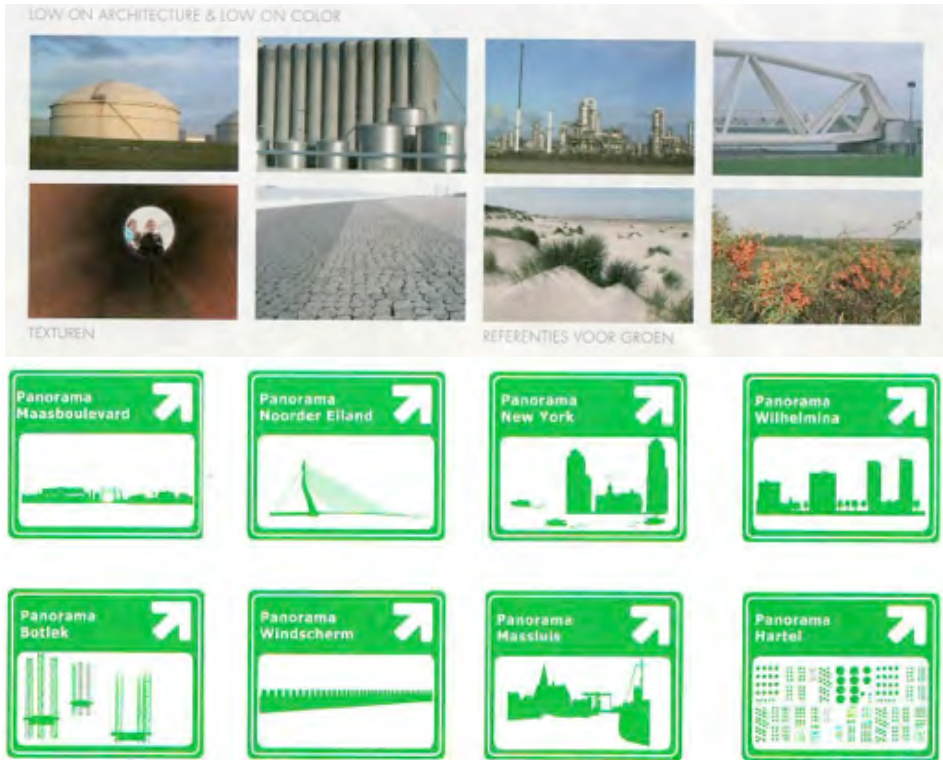 LOW ON ARCHITECTURE & LOW ON COLOR
TEXTUREN
REFERENTIES VOOR GROEN
Panorama
Maasboulevard
Panorama
Noorder Eiland
Panorama
New York
Panorama
Wilhelmina
Panorama
Botlek
Panorama
Windscherm
Panorama
Massluis
Panorama
Hartel